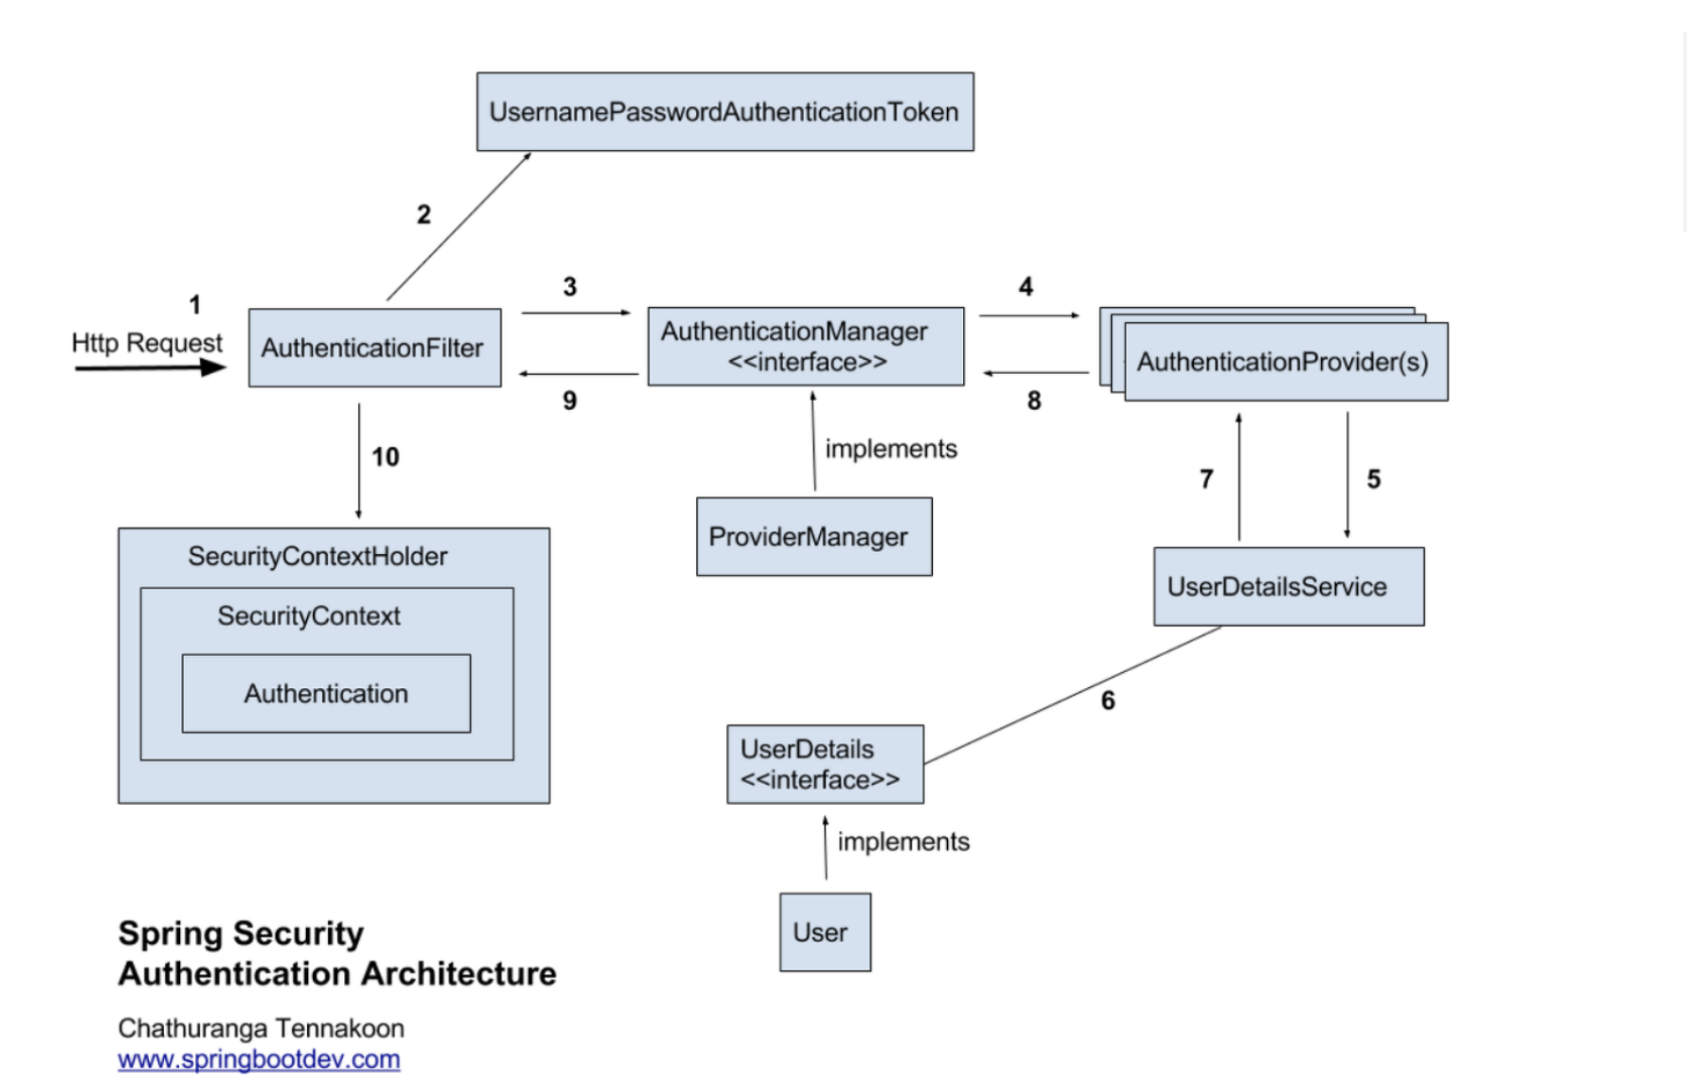 UsernamePasswordAuthenticationToken
2
1
Http Request
AuthenticationFilter
3
9
AuthenticationManager
<<interface>>
4
8
AuthenticationProvider(s)
implements
ProviderManager
7
5
UserDetailsService
6
10
SecurityContextHolder
SecurityContext
Authentication
UserDetails
<<interface>>
implements
User
Spring Security
Authentication Architecture
Chathuranga Tennakoon
www.springbootdev.com